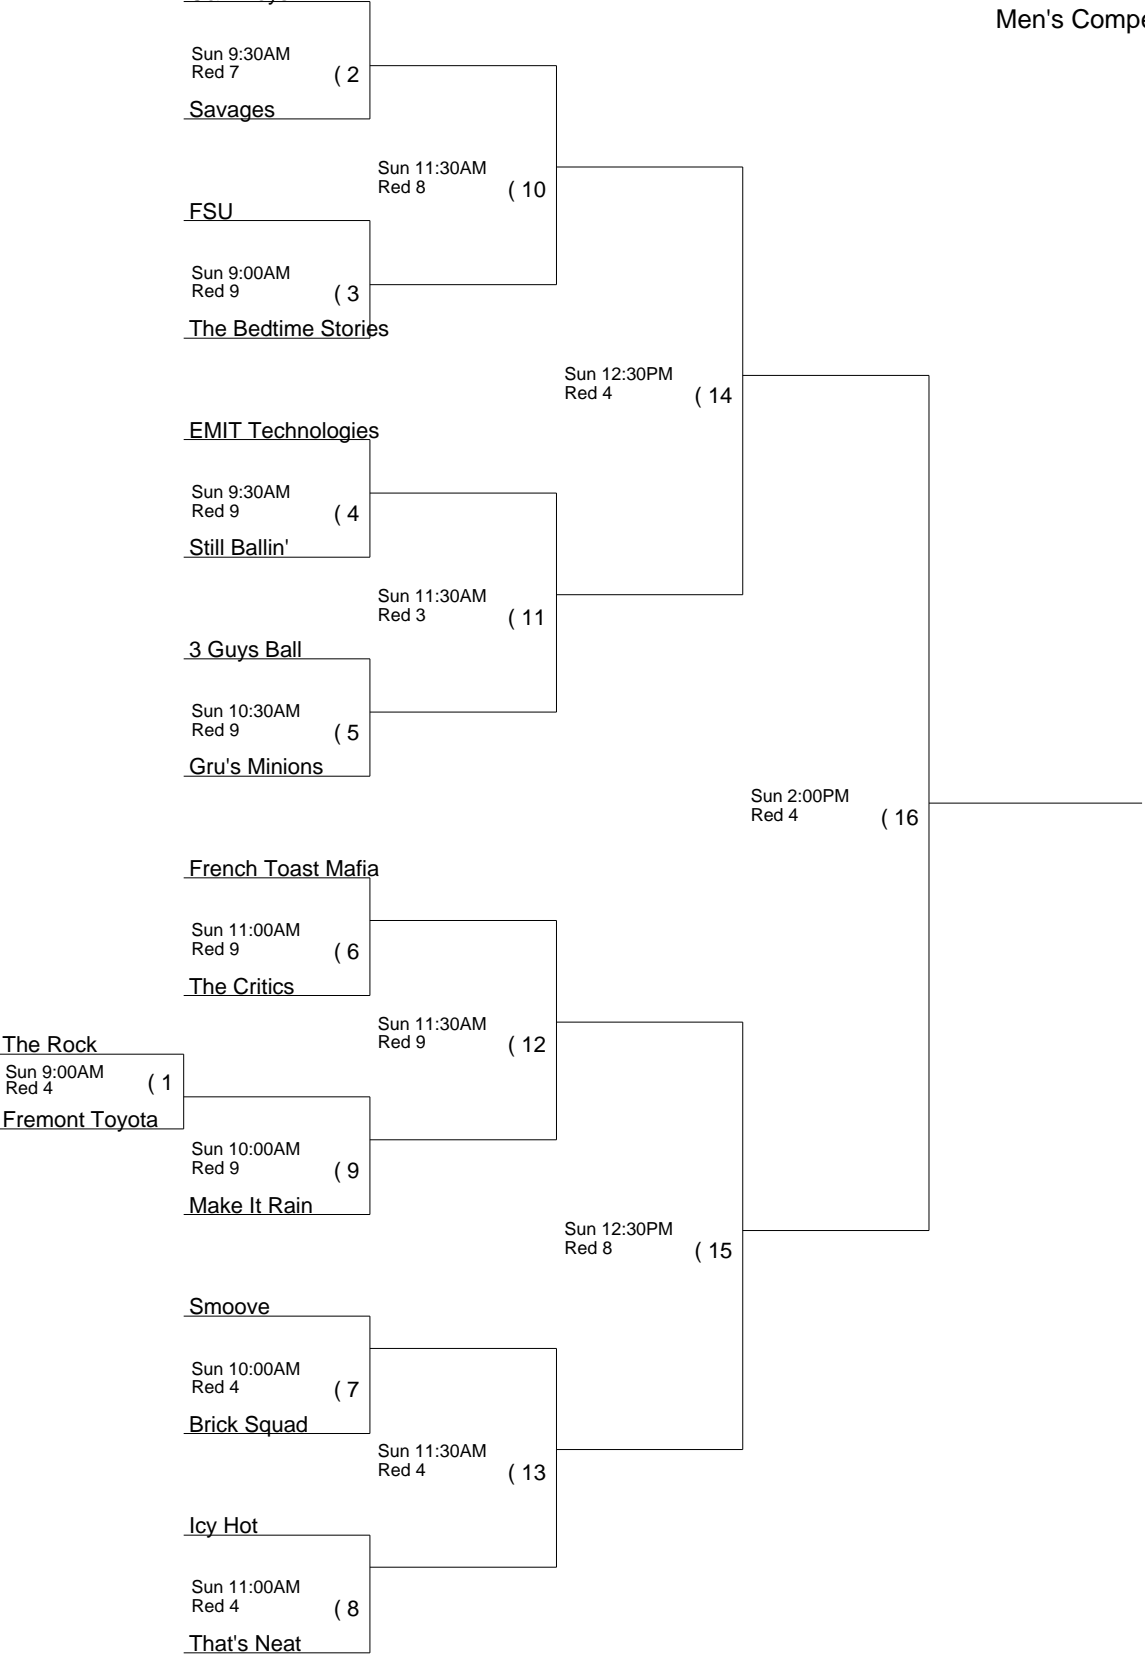 Men's Compe
Sun 9:30AM
Red 7
( 2
Savages
Sun 11:30AM
Red 8
( 10
FSU
Sun 9:00AM
Red 9
( 3
The Bedtime Stories
Sun 12:30PM
Red 4
( 14
EMIT Technologies
Sun 9:30AM
Red 9
( 4
Still Ballin'
Sun 11:30AM
Red 3
( 11
3 Guys Ball
Sun 10:30AM
Red 9
( 5
Gru's Minions
Sun 2:00PM
Red 4
( 16
French Toast Mafia
Sun 11:00AM
Red 9
( 6
The Critics
Sun 11:30AM
Red 9
( 12
The Rock
Sun 9:00AM
Red 4
( 1
Fremont Toyota
Sun 10:00AM
Red 9
( 9
Make It Rain
Sun 12:30PM
Red 8
( 15
Smoove
Sun 10:00AM
Red 4
( 7
Brick Squad
Sun 11:30AM
Red 4
( 13
Icy Hot
Sun 11:00AM
Red 4
( 8
That's Neat